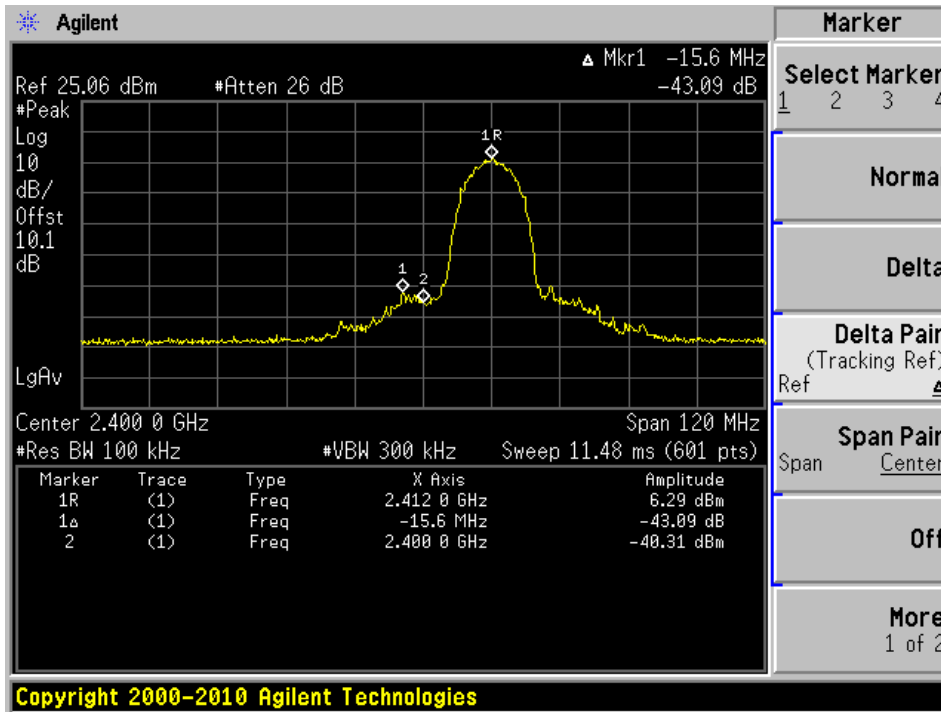 Agilent
Marker
Δ Mkr1 -15.6 MHz
Ref 25.06 dBm #Atten 26 dB -43.09 dB
#Peak
Log
10
dB/
Offst
10.1
dB
LgAv
1R
1
2
Center 2.400 0 GHz Span 120 MHz
#Res BW 100 kHz #VBW 300 kHz Sweep 11.48 ms (601 pts)
Marker Trace Type X Axis Amplitude
1R (1) Freq 2.412 0 GHz 6.29 dBm
1Δ (1) Freq -15.6 MHz -43.09 dB
2 (1) Freq 2.400 0 GHz -40.31 dBm
Select Marker
1 2 3 4
Norma
Delta
Delta Pair
(Tracking Ref)
Ref Δ
Span Pair
Span Center
Off
More
1 of 2
Copyright 2000-2010 Agilent Technologies